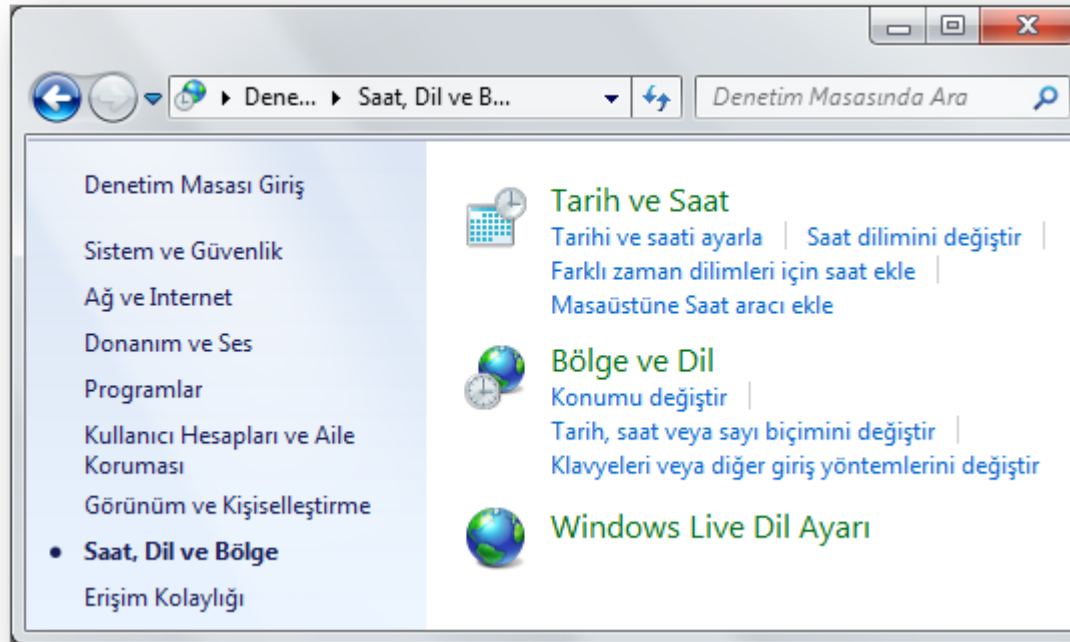 Dene... Saat, Dil ve B...
Denetim Masasında Ara
Denetim Masası Giriş
Sistem ve Güvenlik
Ağ ve Internet
Donanım ve Ses
Programlar
Kullanıcı Hesapları ve Aile
Koruması
Görünüm ve Kişiselleştirme
Saat, Dil ve Bölge
Erişim Kolaylığı
Tarih ve Saat
Tarihi ve saati ayarla Saat dilimini değiştir
Farklı zaman dilimleri için saat ekle
Masaüstüne Saat aracı ekle
Bölge ve Dil
Konumu değiştir
Tarih, saat veya sayı biçimini değiştir
Klavyeleri veya diğer giriş yöntemlerini değiştir
Windows Live Dil Ayarı